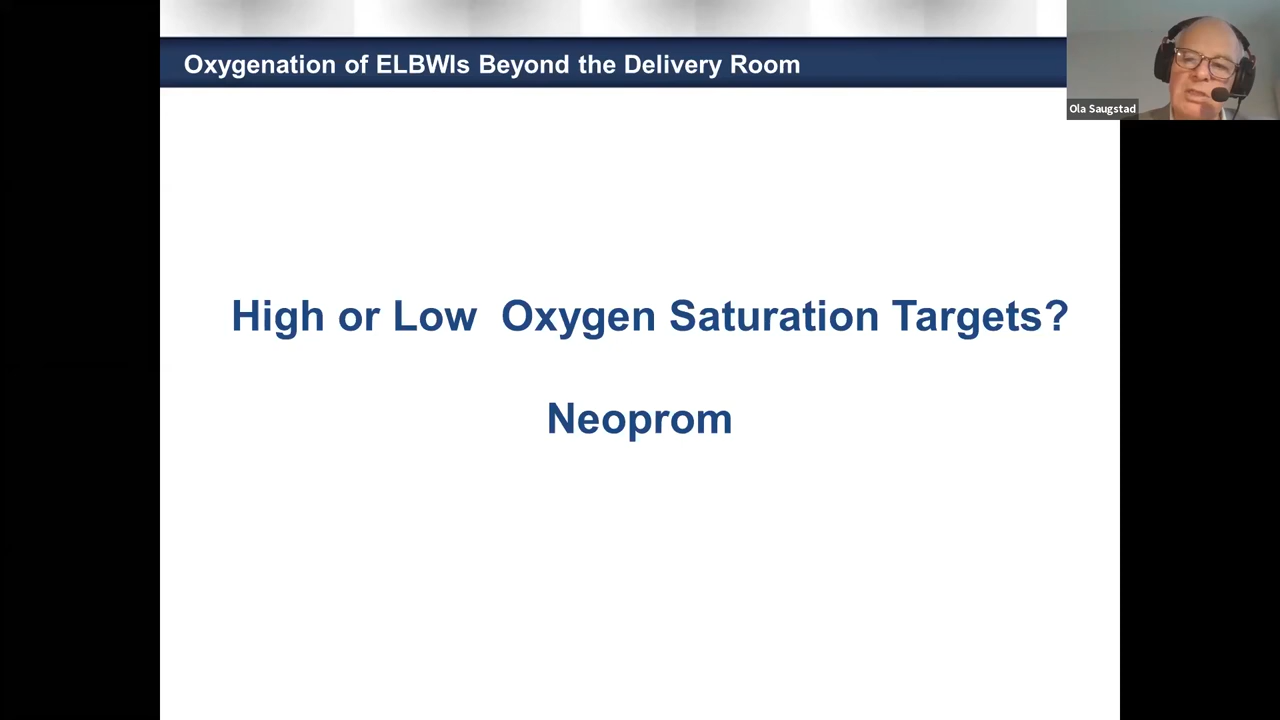 Oxygenation of ELBWIs Beyond the Delivery Room
Ola Saugstad
High or Low Oxygen Saturation Targets?
Neoprom